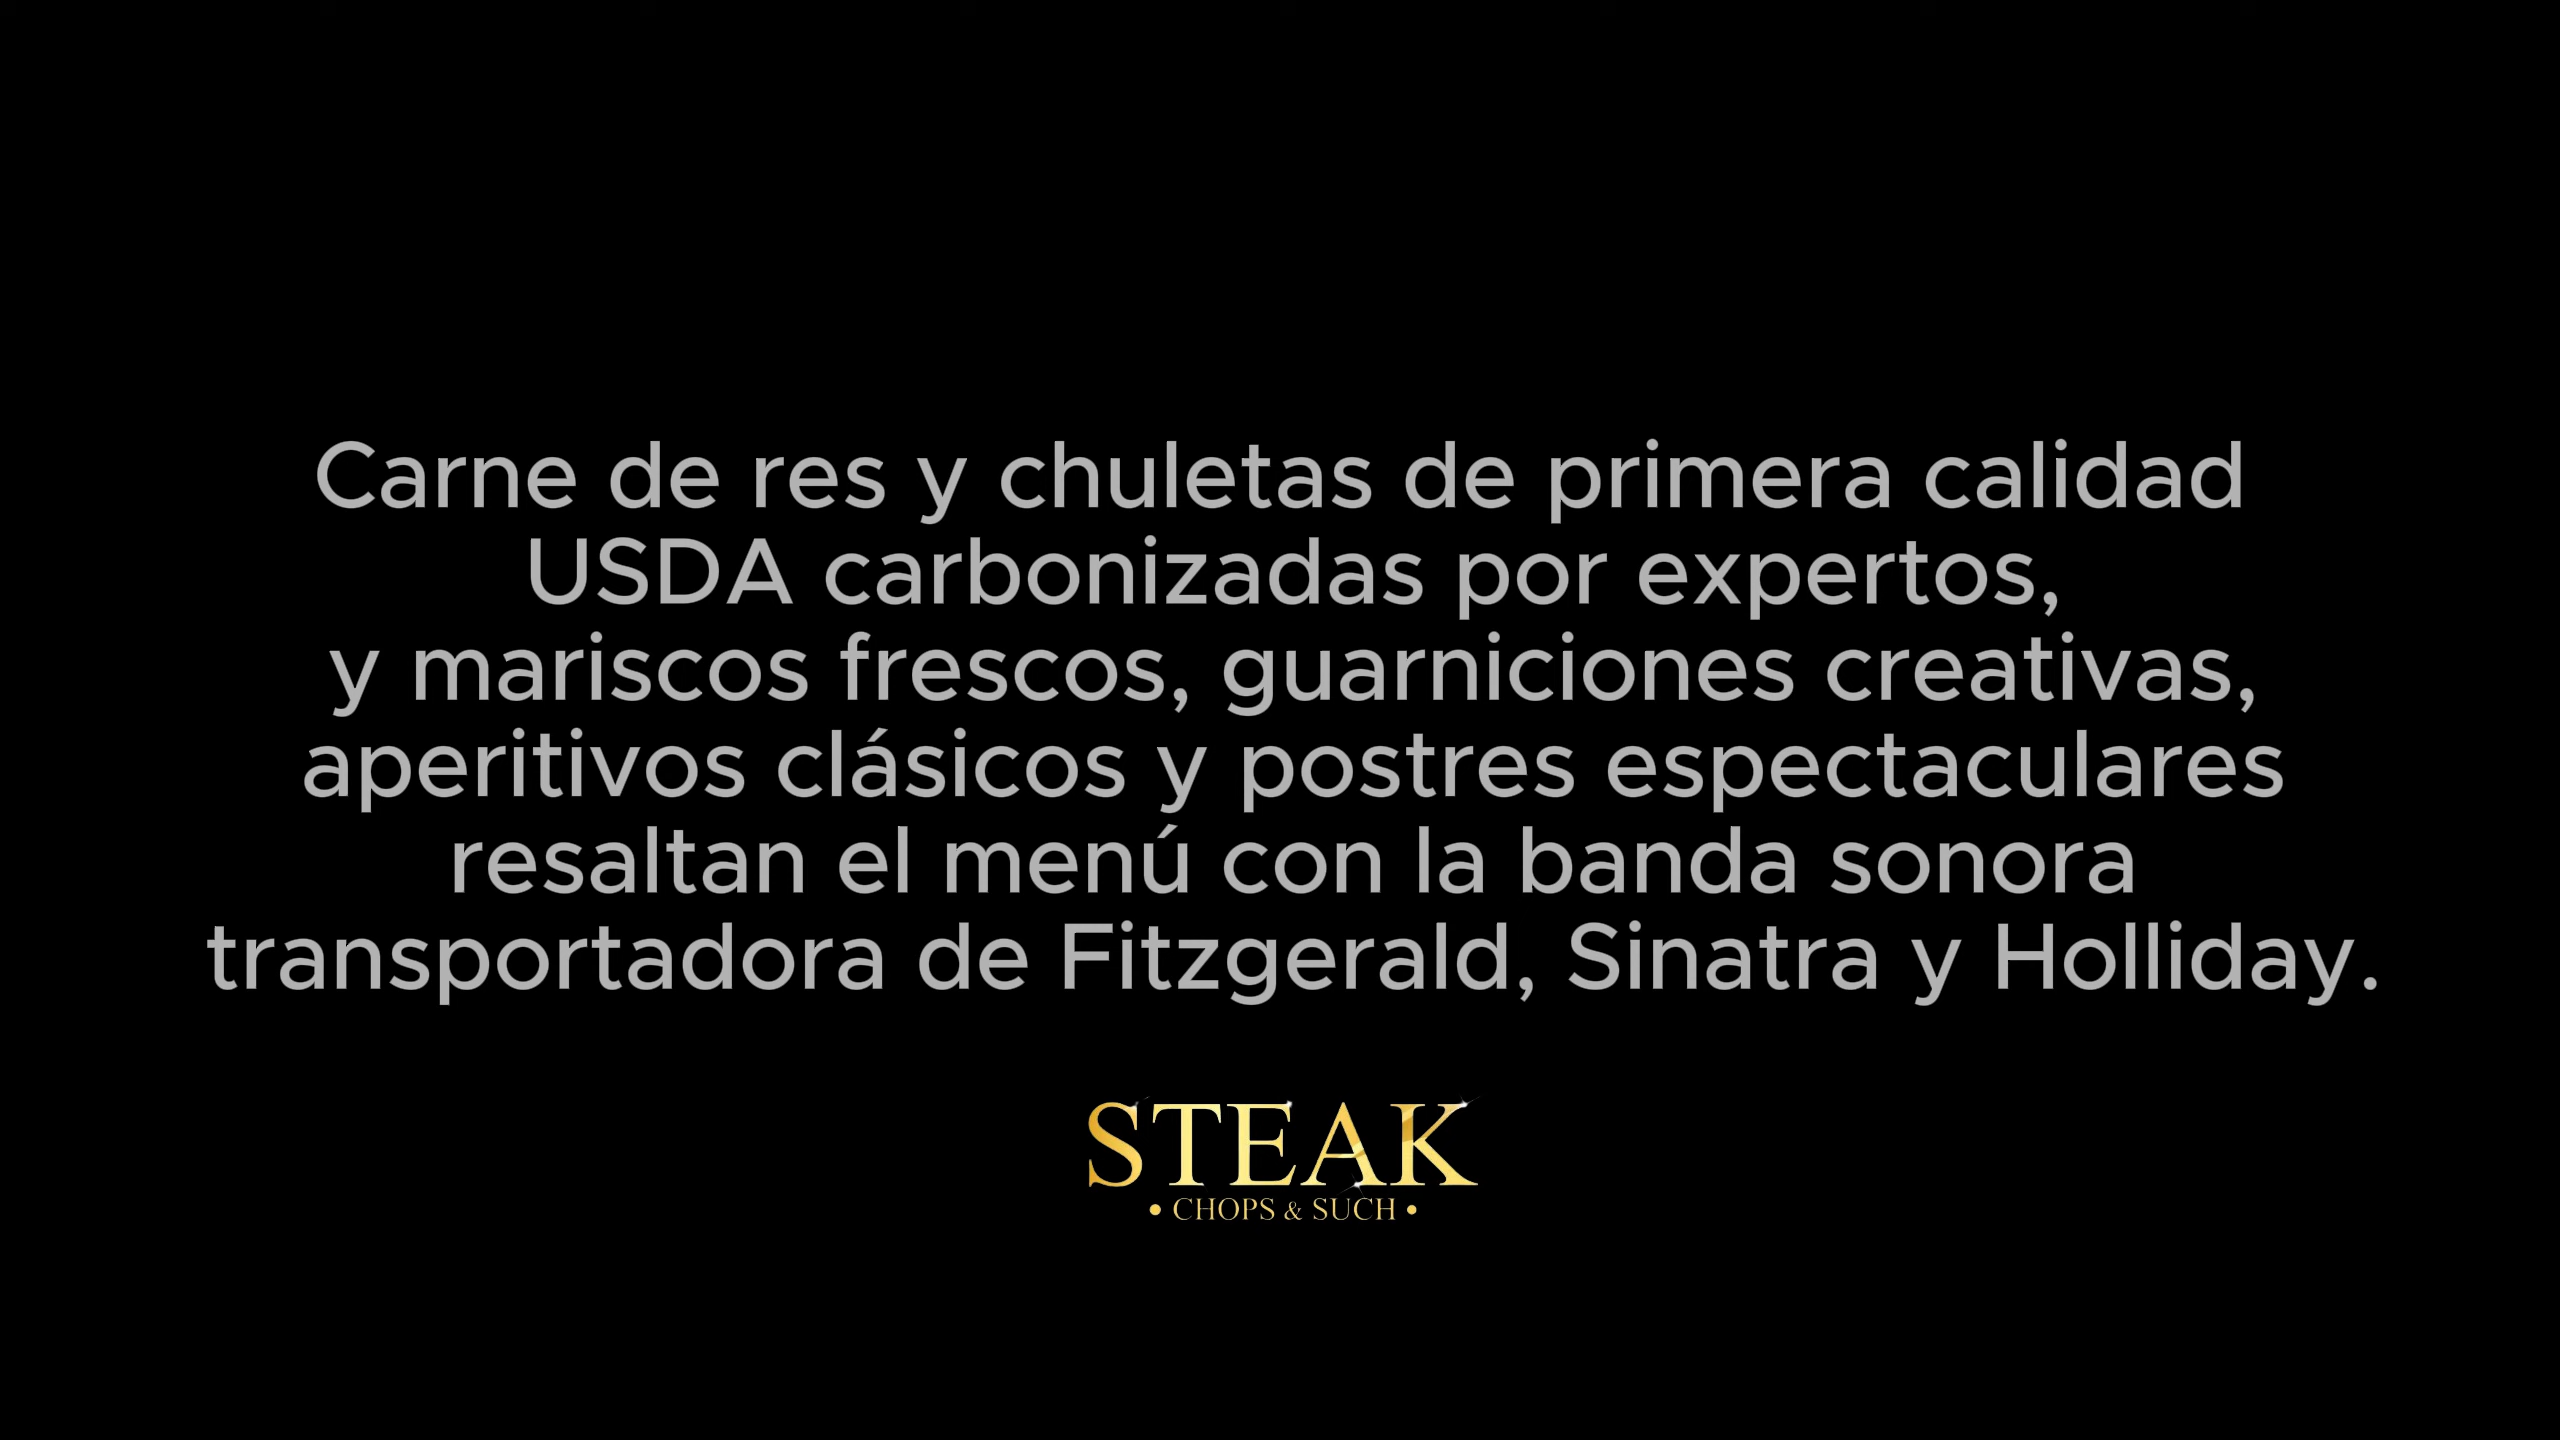 Carne de res y chuletas de primera calidad
USDA carbonizadas por expertos,
y mariscos frescos, guarniciones creativas,
aperitivos clásicos y postres espectaculares
resaltan el menú con la banda sonora
transportadora de Fitzgerald, Sinatra y Holliday.
STEAK
• CHOPS & SUCH •